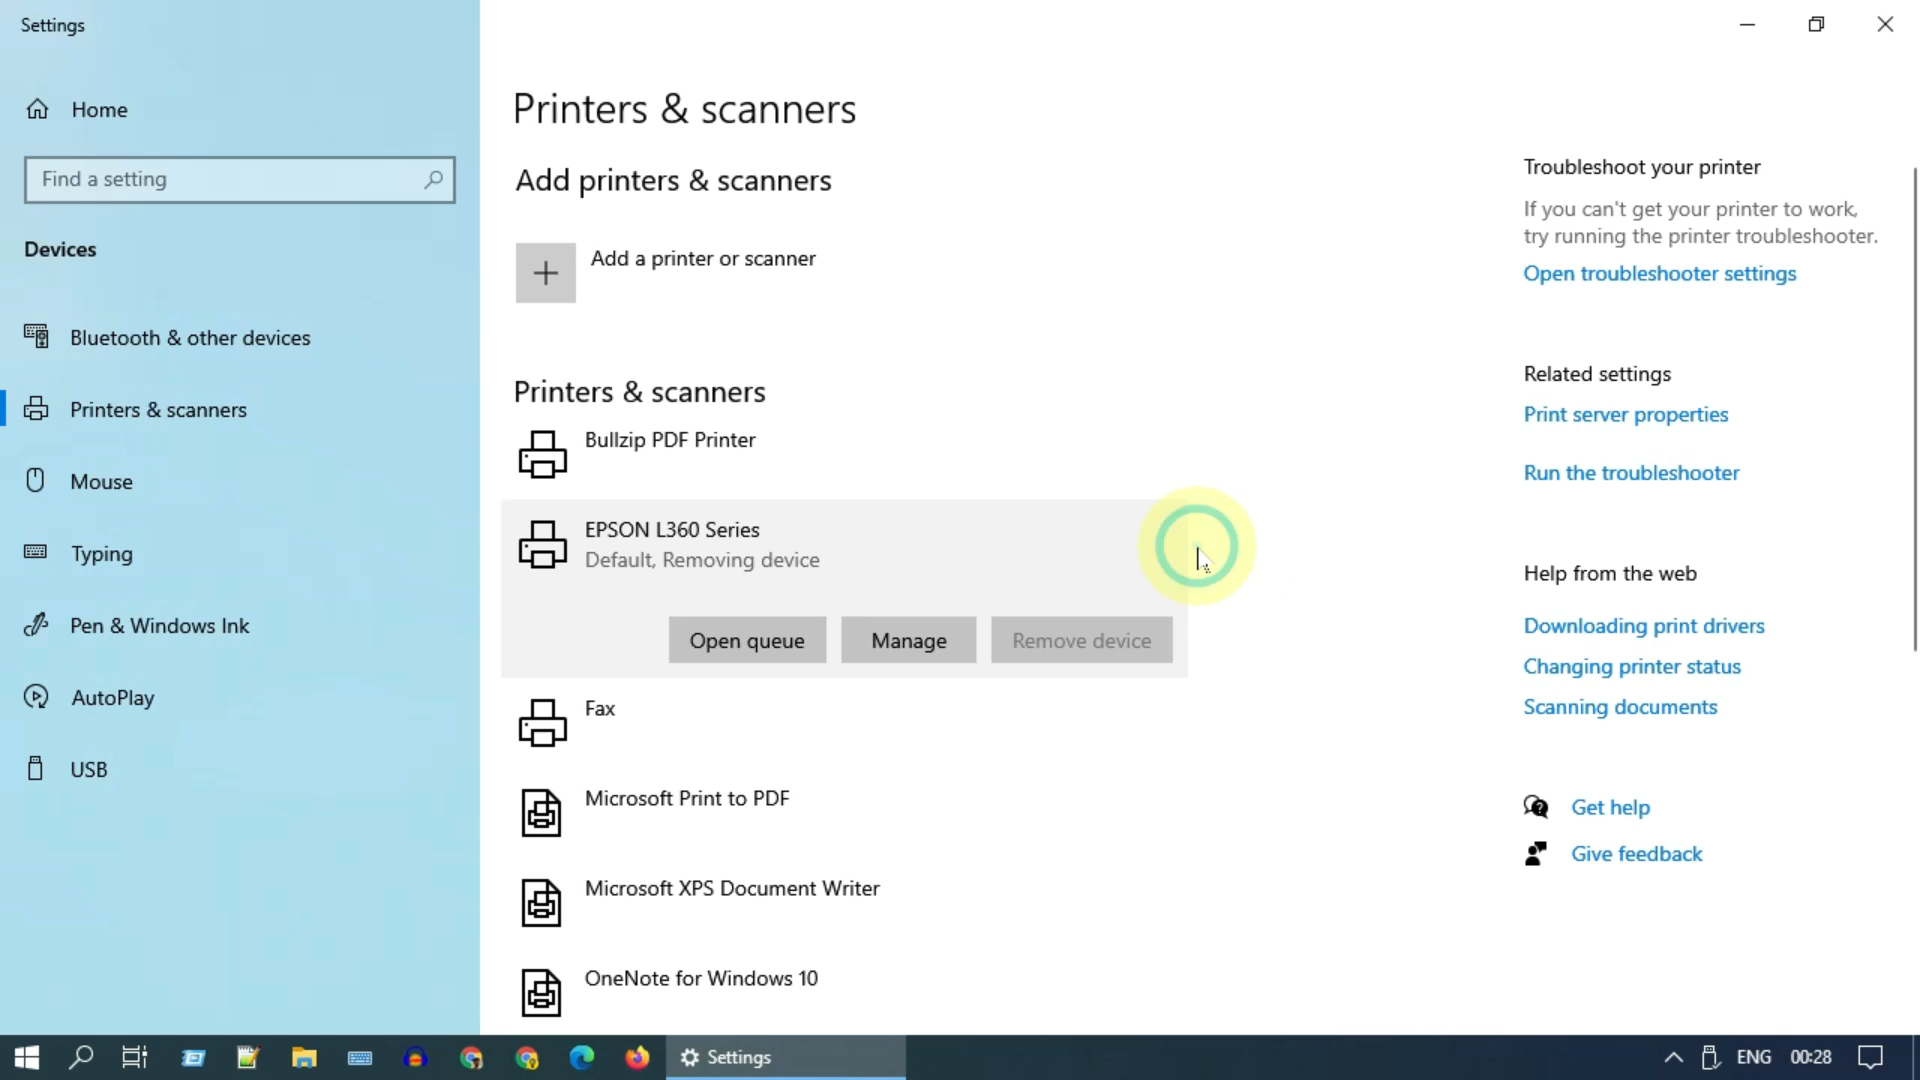 Settings
Home
Find a setting
Devices
Bluetooth & other devices
Printers & scanners
Mouse
Typing
Pen & Windows Ink
AutoPlay
USB
Printers & scanners
Add printers & scanners
Add a printer or scanner
Printers & scanners
Bullzip PDF Printer
EPSON L360 Series
Default, Removing device
Open queue
Manage
Remove device
Fax
Microsoft Print to PDF
Microsoft XPS Document Writer
OneNote for Windows 10
Troubleshoot your printer
If you can't get your printer to work,
try running the printer troubleshooter.
Open troubleshooter settings
Related settings
Print server properties
Run the troubleshooter
Help from the web
Downloading print drivers
Changing printer status
Scanning documents
Get help
Give feedback
Settings
ENG
00:28